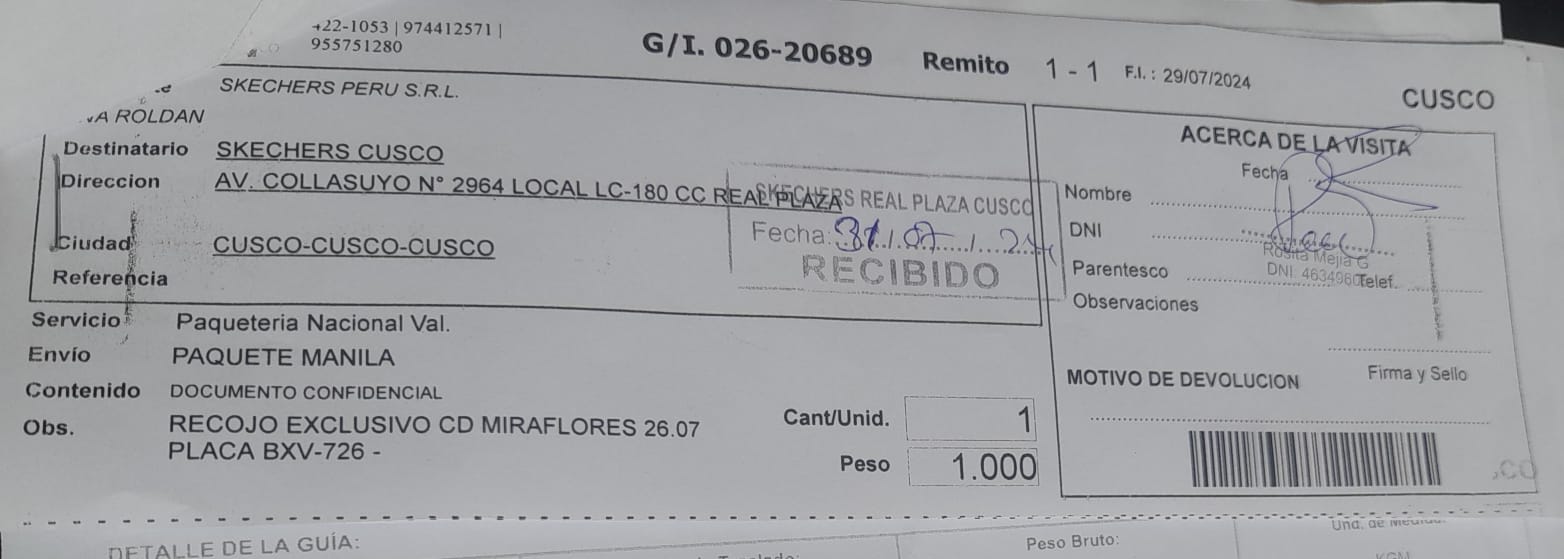 +22-1053 | 974412571 |
955751280
G/I. 026-20689 Remito 1 - 1 F.I. : 29/07/2024
CUSCO
SKECHERS PERU S.R.L.
ROLDAN
Destinatario SKECHERS CUSCO
Direccion AV. COLLASUYO N° 2964 LOCAL LC-180 CC REAL PLAZA
Ciudad CUSCO-CUSCO-CUSCO
Referencia
SKECHERS REAL PLAZA CUSCO
Fecha: 31/07/24
RECIBIDO
Servicio Paqueteria Nacional Val.
Envío PAQUETE MANILA
Contenido DOCUMENTO CONFIDENCIAL
Obs. RECOJO EXCLUSIVO CD MIRAFLORES 26.07
PLACA BXV-726 -
Cant/Unid. 1
Peso 1.000
ACERCA DE LA VISITA
Fecha
Nombre
DNI
Rosita Mejia G
DNI: 4634960
Parentesco Telef.
Observaciones
Firma y Sello
MOTIVO DE DEVOLUCION
DETALLE DE LA GUÍA:
Peso Bruto:
Und. de